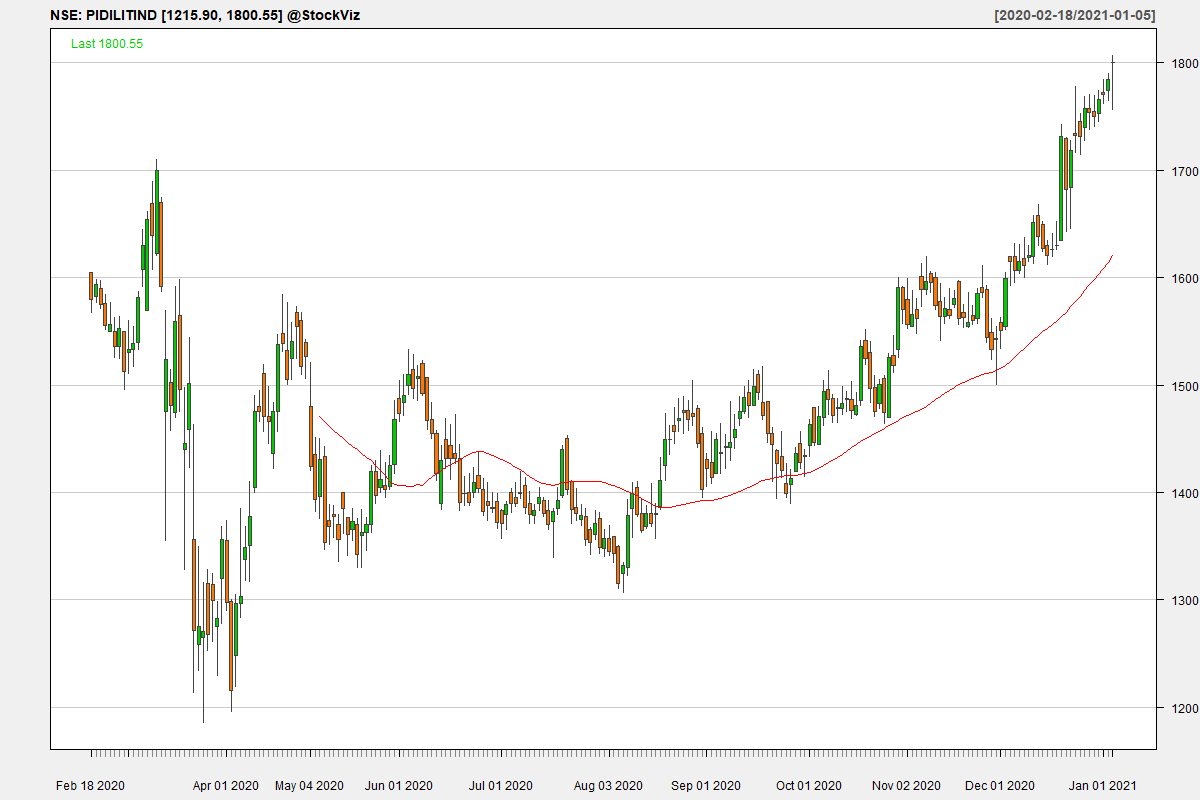 NSE: PIDILITIND [1215.90, 1800.55] @StockViz
[2020-02-18/2021-01-05]
Last 1800.55
1800
1700
1600
1500
1400
1300
1200
Feb 18 2020
Apr 01 2020
May 04 2020
Jun 01 2020
Jul 01 2020
Aug 03 2020
Sep 01 2020
Oct 01 2020
Nov 02 2020
Dec 01 2020
Jan 01 2021